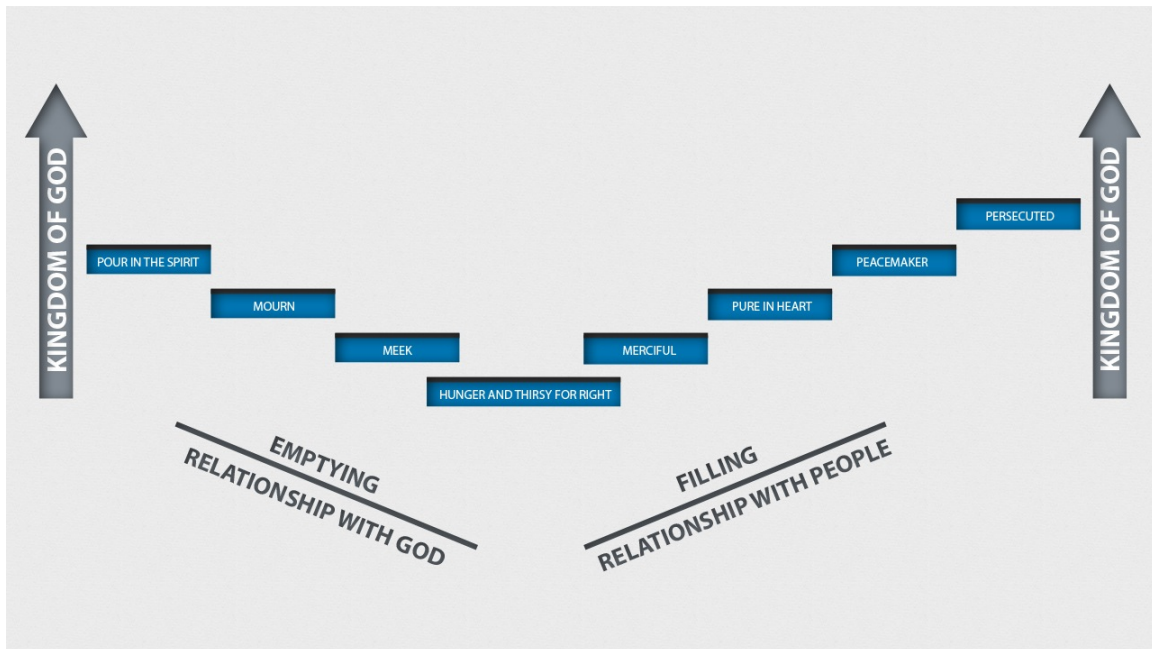 KINGDOM OF GOD
POUR IN THE SPIRIT
MOURN
MEEK
HUNGER AND THIRSY FOR RIGHT
MERCIFUL
PURE IN HEART
PEACEMAKER
PERSECUTED
KINGDOM OF GOD
EMPTYING
RELATIONSHIP WITH GOD
FILLING
RELATIONSHIP WITH PEOPLE